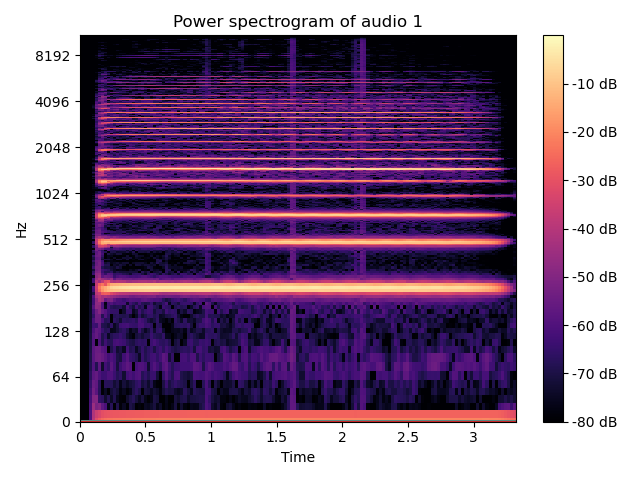 Power spectrogram of audio 1
8192
4096
2048
1024
512
256
128
64
0
Hz
0 0.5 1 1.5 2 2.5 3
Time
-10 dB
-20 dB
-30 dB
-40 dB
-50 dB
-60 dB
-70 dB
-80 dB